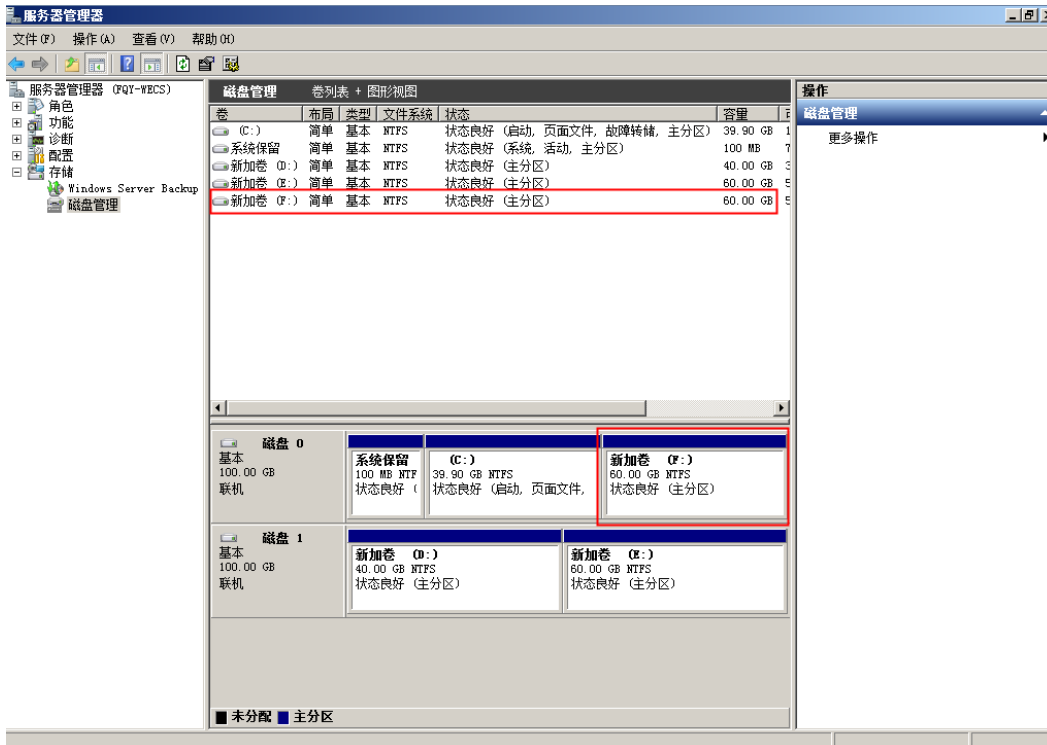 服务器管理器
文件(F) 操作(A) 查看(V) 帮助(H)
服务器管理器 (FQY-WECS)
角色
功能
诊断
配置
存储
Windows Server Backup
磁盘管理
磁盘管理 卷列表 + 图形视图
卷 布局 类型 文件系统 状态 容量
(C:) 简单 基本 NTFS 状态良好 (启动, 页面文件, 故障转储, 主分区) 39.90 GB 1
系统保留 简单 基本 NTFS 状态良好 (系统, 活动, 主分区) 100 MB 7
新加卷 (D:) 简单 基本 NTFS 状态良好 (主分区) 40.00 GB 3
新加卷 (E:) 简单 基本 NTFS 状态良好 (主分区) 60.00 GB 5
新加卷 (F:) 简单 基本 NTFS 状态良好 (主分区) 60.00 GB 5
磁盘 0
基本
100.00 GB
联机
系统保留
100 MB NTF
状态良好 (
(C:)
39.90 GB NTFS
状态良好 (启动, 页面文件,
新加卷 (F:)
60.00 GB NTFS
状态良好 (主分区)
磁盘 1
基本
100.00 GB
联机
新加卷 (D:)
40.00 GB NTFS
状态良好 (主分区)
新加卷 (E:)
60.00 GB NTFS
状态良好 (主分区)
未分配 主分区
操作
磁盘管理
更多操作